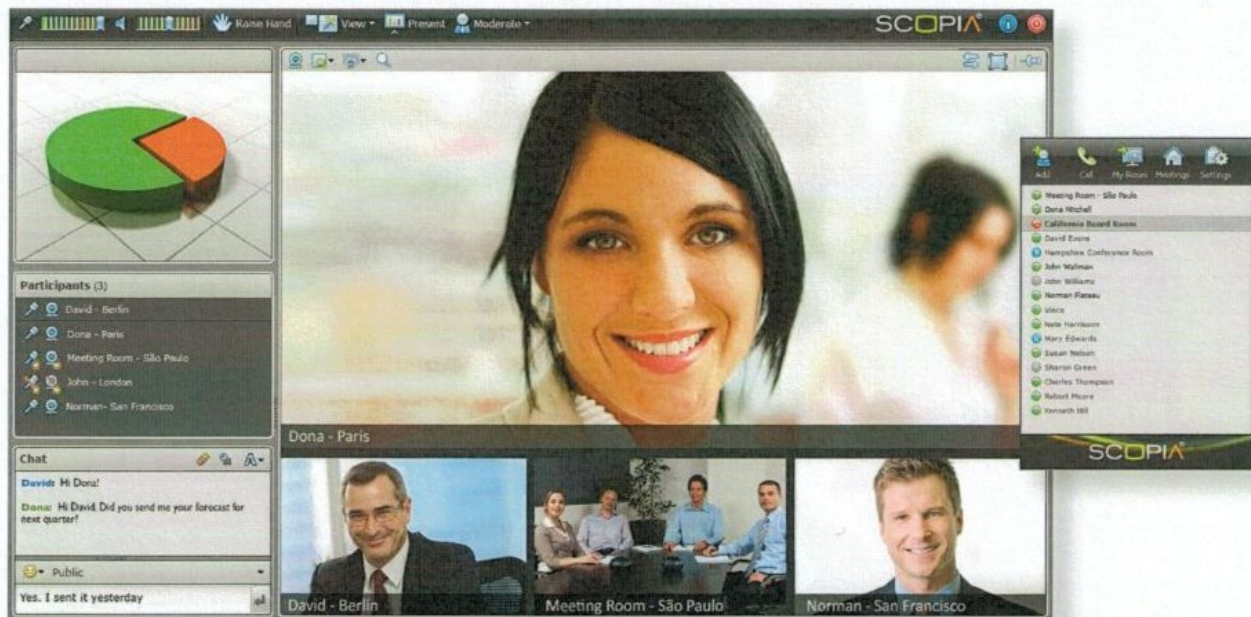 Raise Hand View Present Moderate SCOPIA
Participants (3)
David - Berlin
Dona - Paris
Meeting Room - São Paulo
John - London
Norman- San Francisco
Chat
David: Hi Dona!
Dona: Hi David. Did you send me your forecast for
next quarter?
Public
Yes. I sent it yesterday
Dona - Paris
David - Berlin
Meeting Room - São Paulo
Norman - San Francisco
Add Call My Room Meetings Settings
Meeting Room - São Paulo
Dona Mitchell
California Board Room
David Evans
Hampshire Conference Room
John Walman
John Williams
Norman Flateau
Vince
Nate Harrisson
Mary Edwards
Susan Nelson
Sharon Green
Charles Thompson
Robert Moore
Kenneth Hill
SCOPIA